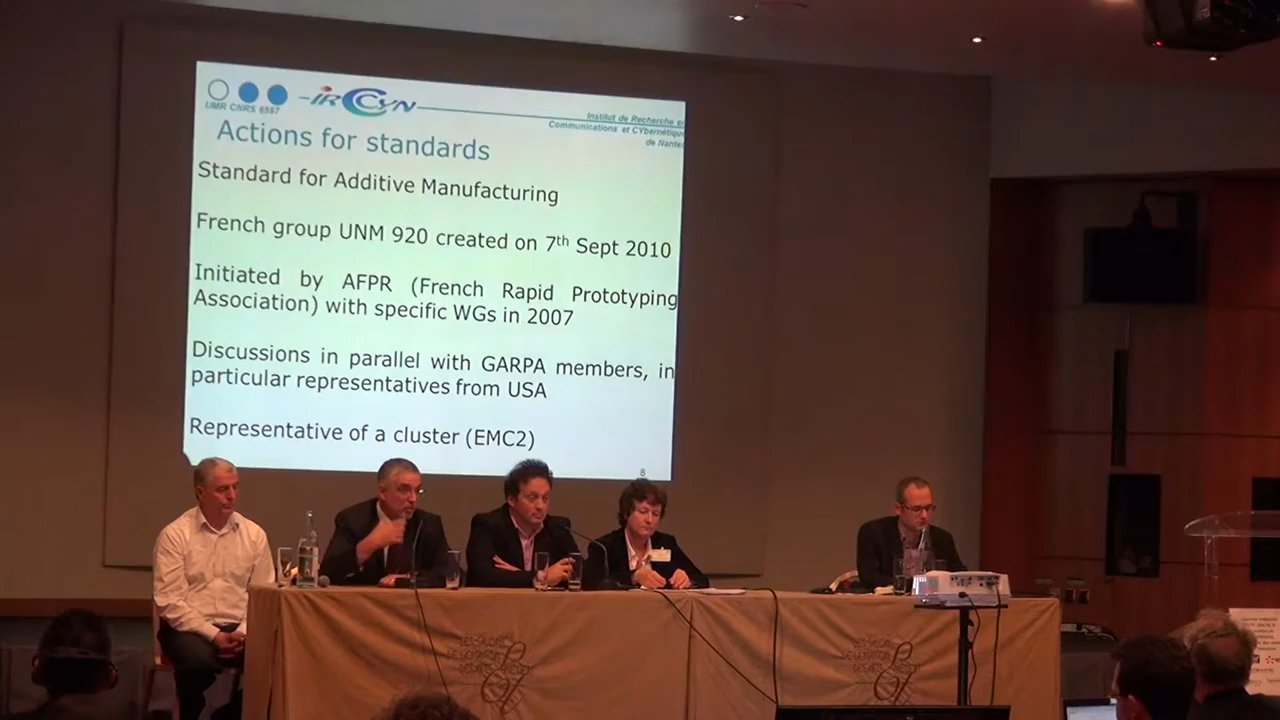 UMR CNRS 6597
IRCCyN
Institut de Recherche en
Communications et CYbernétique
de Nantes
Actions for standards
Standard for Additive Manufacturing
French group UNM 920 created on 7th Sept 2010
Initiated by AFPR (French Rapid Prototyping
Association) with specific WGs in 2007
Discussions in parallel with GARPA members, in
particular representatives from USA
Representative of a cluster (EMC2)
8